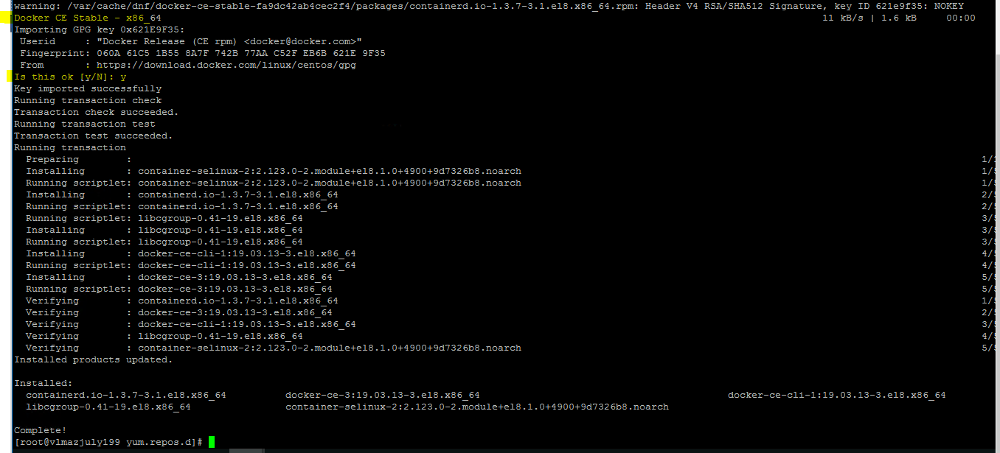 warning: /var/cache/dnf/docker-ce-stable-fa9dc42ab4cec2f4/packages/containerd.io-1.3.7-3.1.el8.x86_64.rpm: Header V4 RSA/SHA512 Signature, key ID 621e9f35: NOKEY
Docker CE Stable - x86_64 11 kB/s | 1.6 kB 00:00
Importing GPG key 0x621E9F35:
Userid : "Docker Release (CE rpm) <docker@docker.com>"
Fingerprint: 060A 61C5 1B55 8A7F 742B 77AA C52F EB6B 621E 9F35
From : https://download.docker.com/linux/centos/gpg
Is this ok [y/N]: y
Key imported successfully
Running transaction check
Transaction check succeeded.
Running transaction test
Transaction test succeeded.
Running transaction
Preparing : 1/1
Installing : container-selinux-2:2.123.0-2.module+el8.1.0+4900+9d7326b8.noarch 1/5
Running scriptlet: container-selinux-2:2.123.0-2.module+el8.1.0+4900+9d7326b8.noarch 1/5
Installing : containerd.io-1.3.7-3.1.el8.x86_64 2/5
Running scriptlet: containerd.io-1.3.7-3.1.el8.x86_64 2/5
Running scriptlet: libcgroup-0.41-19.el8.x86_64 3/5
Installing : libcgroup-0.41-19.el8.x86_64 3/5
Running scriptlet: libcgroup-0.41-19.el8.x86_64 3/5
Installing : docker-ce-cli-1:19.03.13-3.el8.x86_64 4/5
Running scriptlet: docker-ce-cli-1:19.03.13-3.el8.x86_64 4/5
Installing : docker-ce-3:19.03.13-3.el8.x86_64 5/5
Running scriptlet: docker-ce-3:19.03.13-3.el8.x86_64 5/5
Verifying : containerd.io-1.3.7-3.1.el8.x86_64 1/5
Verifying : docker-ce-3:19.03.13-3.el8.x86_64 2/5
Verifying : docker-ce-cli-1:19.03.13-3.el8.x86_64 3/5
Verifying : libcgroup-0.41-19.el8.x86_64 4/5
Verifying : container-selinux-2:2.123.0-2.module+el8.1.0+4900+9d7326b8.noarch 5/5
Installed products updated.
Installed:
containerd.io-1.3.7-3.1.el8.x86_64 docker-ce-3:19.03.13-3.el8.x86_64 docker-ce-cli-1:19.03.13-3.el8.x86_64
libcgroup-0.41-19.el8.x86_64 container-selinux-2:2.123.0-2.module+el8.1.0+4900+9d7326b8.noarch
Complete!
[root@vlmazjuly199 yum.repos.d]#